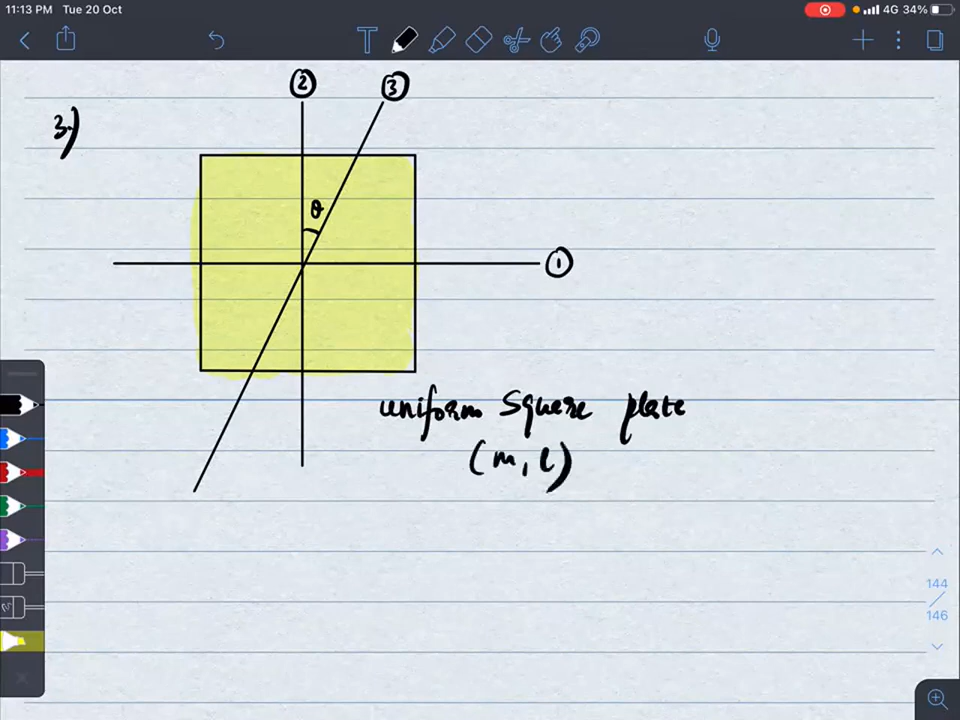 11:13 PM Tue 20 Oct
4G 34%
T
② ③
3)
θ
①
uniform square plate
(m, l)
144
/
146